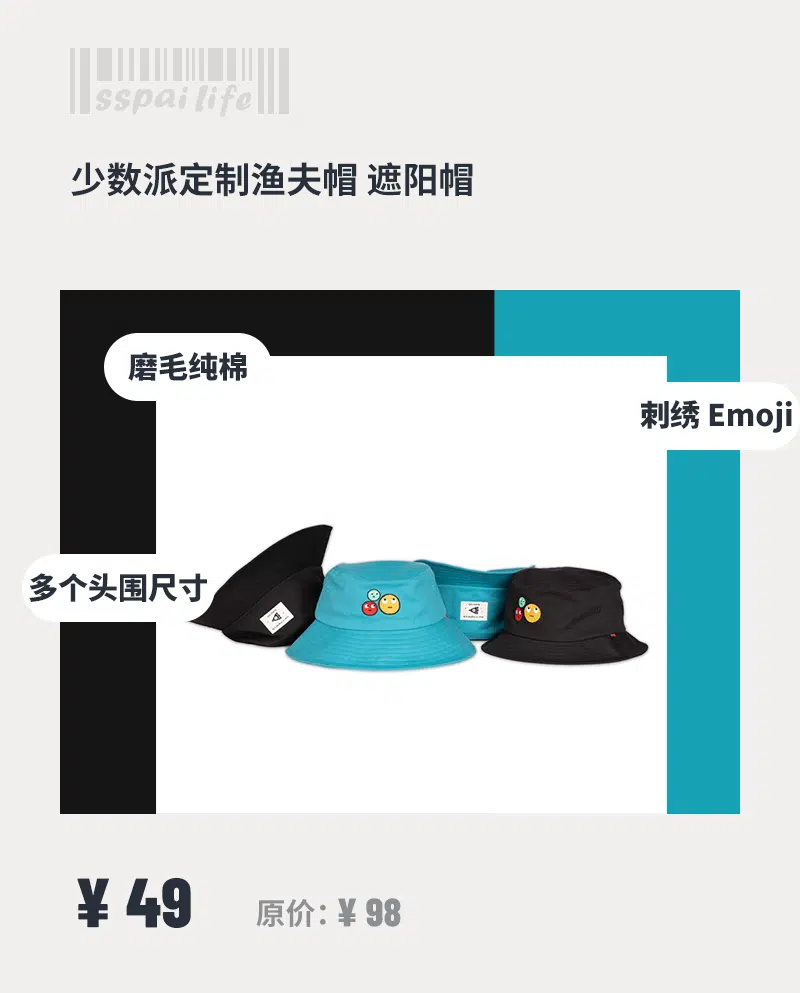 sspai life
少数派定制渔夫帽 遮阳帽
磨毛纯棉
刺绣 Emoji
多个头围尺寸
¥ 49
原价：¥ 98